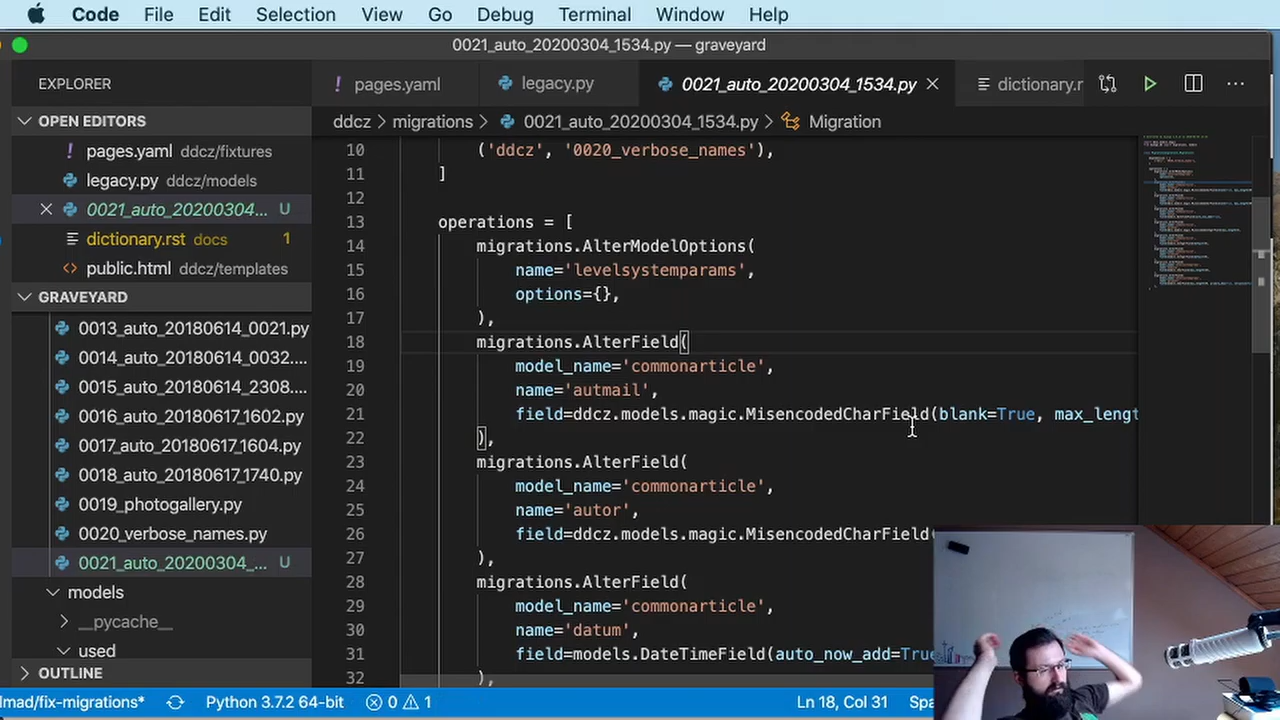 Code File Edit Selection View Go Debug Terminal Window Help
0021_auto_20200304_1534.py — graveyard
EXPLORER
pages.yaml
legacy.py
0021_auto_20200304_1534.py
dictionary.r
OPEN EDITORS
ddcz > migrations > 0021_auto_20200304_1534.py > Migration
pages.yaml ddcz/fixtures
legacy.py ddcz/models
0021_auto_20200304... U
dictionary.rst docs 1
public.html ddcz/templates
GRAVEYARD
0013_auto_20180614_0021.py
0014_auto_20180614_0032....
0015_auto_20180614_2308....
0016_auto_20180617_1602.py
0017_auto_20180617_1604.py
0018_auto_20180617_1740.py
0019_photogallery.py
0020_verbose_names.py
0021_auto_20200304_... U
models
__pycache__
used
OUTLINE
10 ('ddcz', '0020_verbose_names'),
11 ]
12
13 operations = [
14 migrations.AlterModelOptions(
15 name='levelsystemparams',
16 options={},
17 ),
18 migrations.AlterField(
19 model_name='commonarticle',
20 name='autmail',
21 field=ddcz.models.magic.MisencodedCharField(blank=True, max_lengt
22 ),
23 migrations.AlterField(
24 model_name='commonarticle',
25 name='autor',
26 field=ddcz.models.magic.MisencodedCharField(
27 ),
28 migrations.AlterField(
29 model_name='commonarticle',
30 name='datum',
31 field=models.DateTimeField(auto_now_add=True
32 ),
lmad/fix-migrations* Python 3.7.2 64-bit 0 1 Ln 18, Col 31 Spa